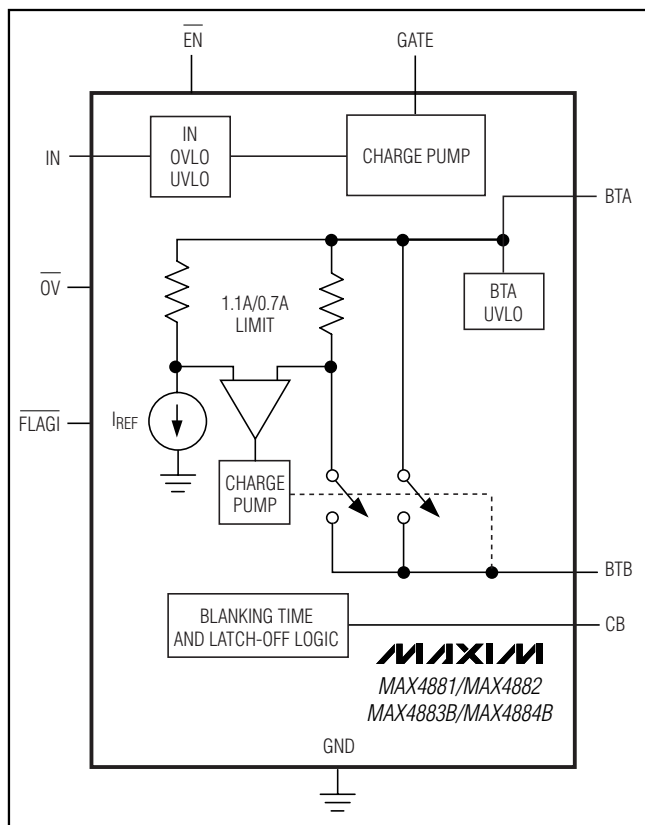 EN
GATE
IN
IN
OVLO
UVLO
CHARGE PUMP
BTA
OV
1.1A/0.7A
LIMIT
BTA
UVLO
FLAGI
IREF
CHARGE
PUMP
BTB
BLANKING TIME
AND LATCH-OFF LOGIC
CB
MAXIM
MAX4881/MAX4882
MAX4883B/MAX4884B
GND